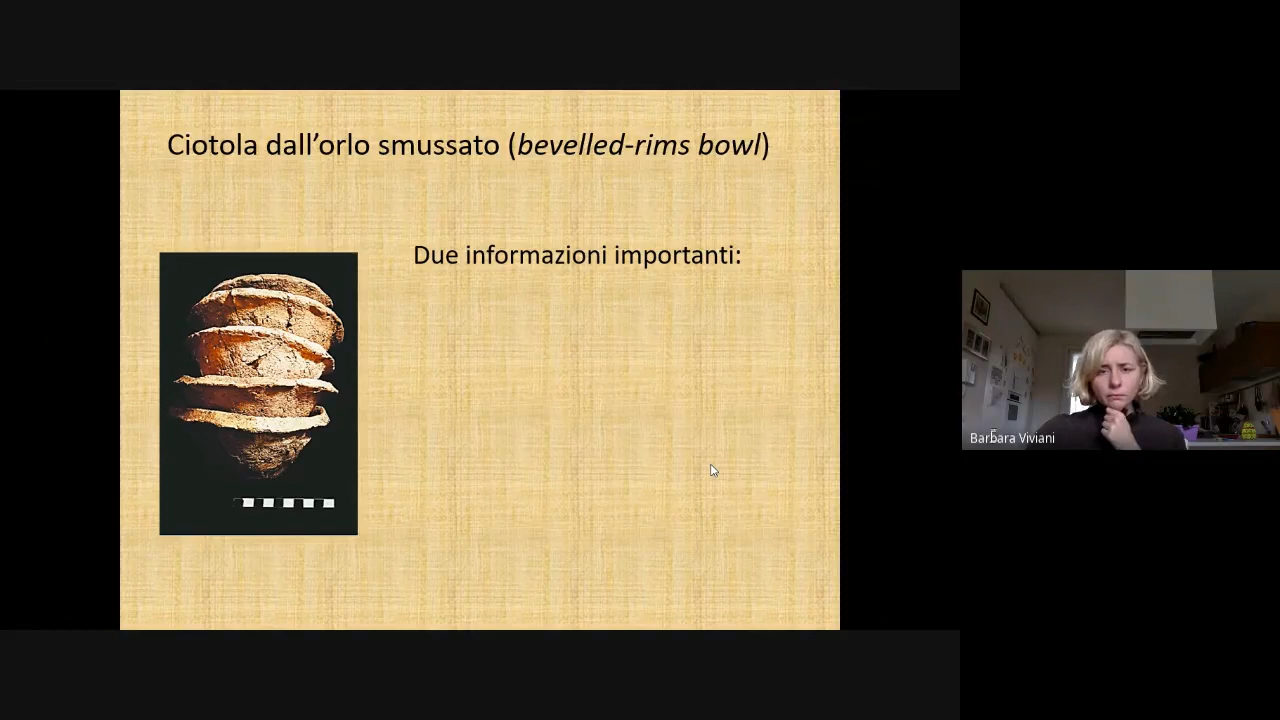 Ciotola dall’orlo smussato (bevelled-rims bowl)
Due informazioni importanti:
Barbara Viviani